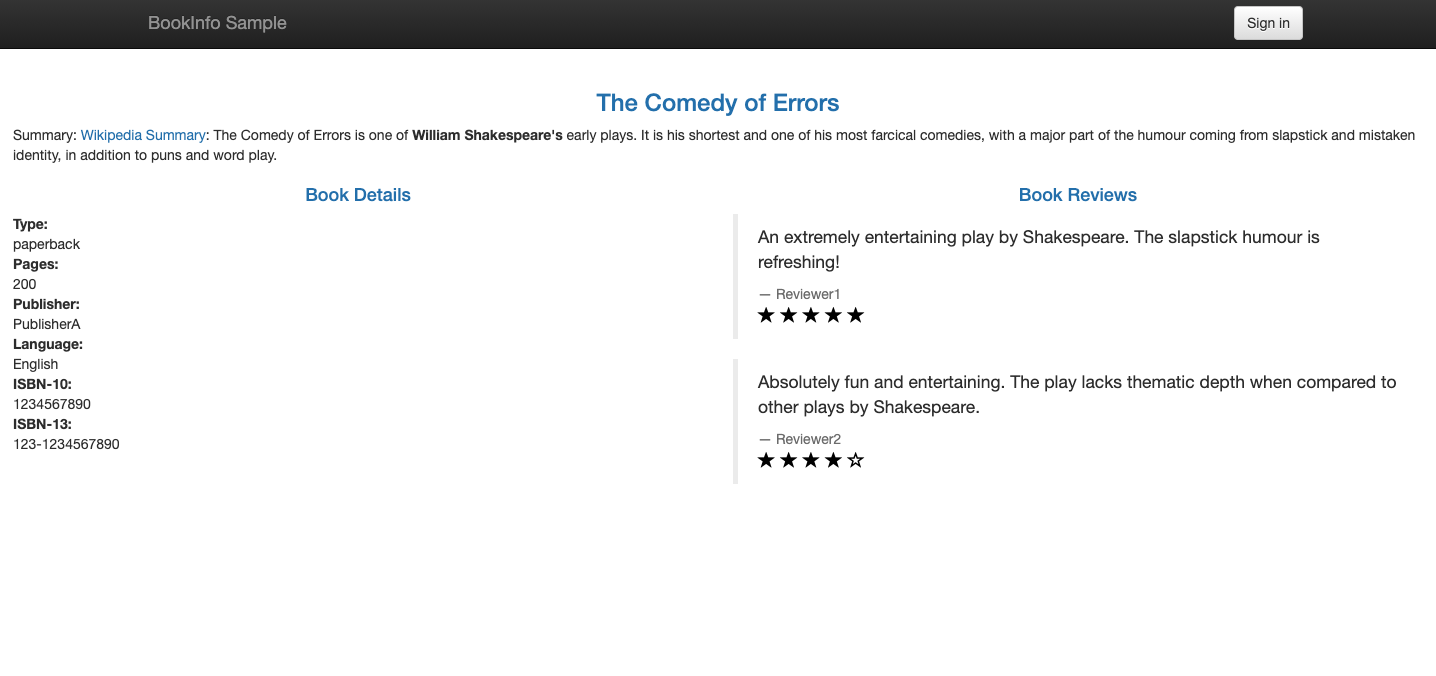 BookInfo Sample
Sign in
The Comedy of Errors
Summary: Wikipedia Summary: The Comedy of Errors is one of William Shakespeare's early plays. It is his shortest and one of his most farcical comedies, with a major part of the humour coming from slapstick and mistaken
identity, in addition to puns and word play.
Book Details
Type:
paperback
Pages:
200
Publisher:
PublisherA
Language:
English
ISBN-10:
1234567890
ISBN-13:
123-1234567890
Book Reviews
An extremely entertaining play by Shakespeare. The slapstick humour is
refreshing!
— Reviewer1
★ ★ ★ ★ ★
Absolutely fun and entertaining. The play lacks thematic depth when compared to
other plays by Shakespeare.
— Reviewer2
★ ★ ★ ★ ☆